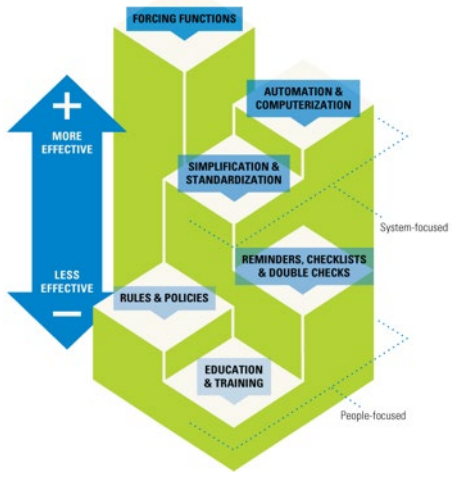 FORCING FUNCTIONS
AUTOMATION &
COMPUTERIZATION
+
MORE
EFFECTIVE
SIMPLIFICATION &
STANDARDIZATION
System-focused
REMINDERS, CHECKLISTS
& DOUBLE CHECKS
LESS
EFFECTIVE
−
RULES & POLICIES
EDUCATION
& TRAINING
People-focused